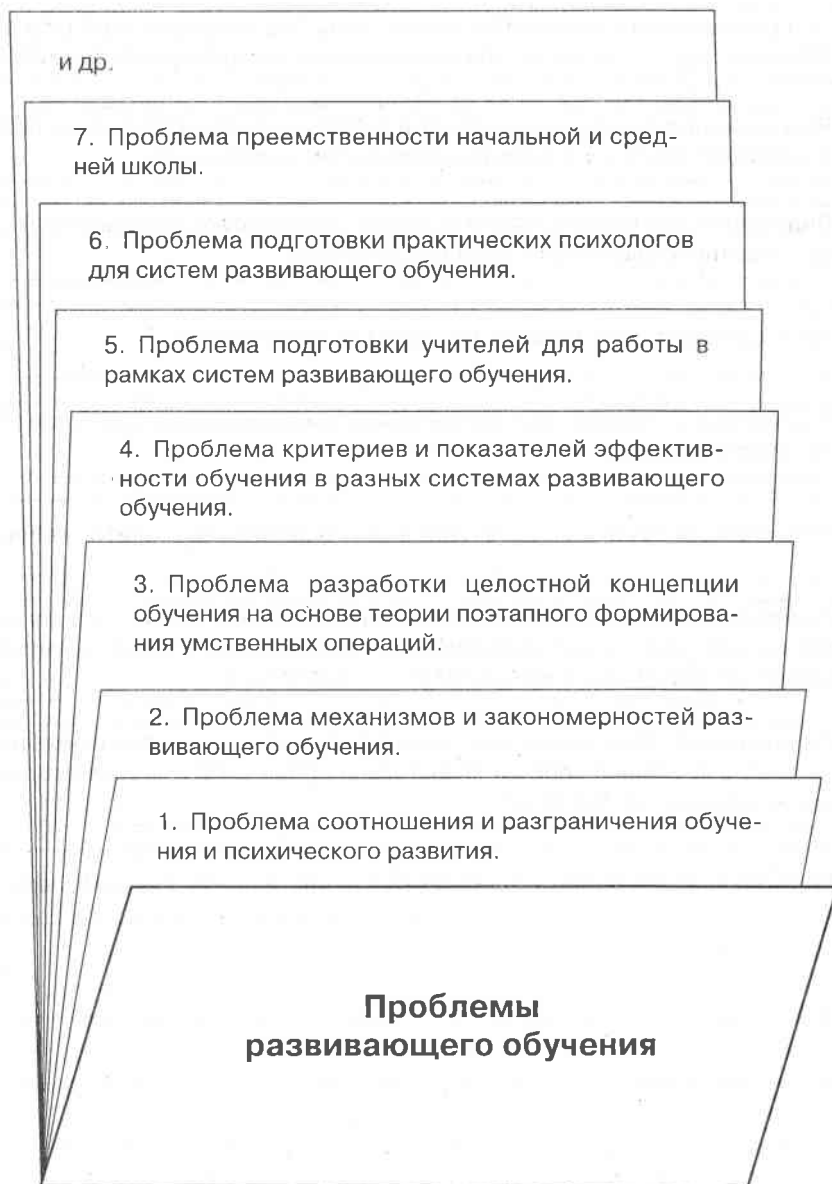 и др.
7. Проблема преемственности начальной и сред-
ней школы.
6. Проблема подготовки практических психологов
для систем развивающего обучения.
5. Проблема подготовки учителей для работы в
рамках систем развивающего обучения.
4. Проблема критериев и показателей эффектив-
ности обучения в разных системах развивающего
обучения.
3. Проблема разработки целостной концепции
обучения на основе теории поэтапного формирова-
ния умственных операций.
2. Проблема механизмов и закономерностей раз-
вивающего обучения.
1. Проблема соотношения и разграничения обуче-
ния и психического развития.
Проблемы
развивающего обучения